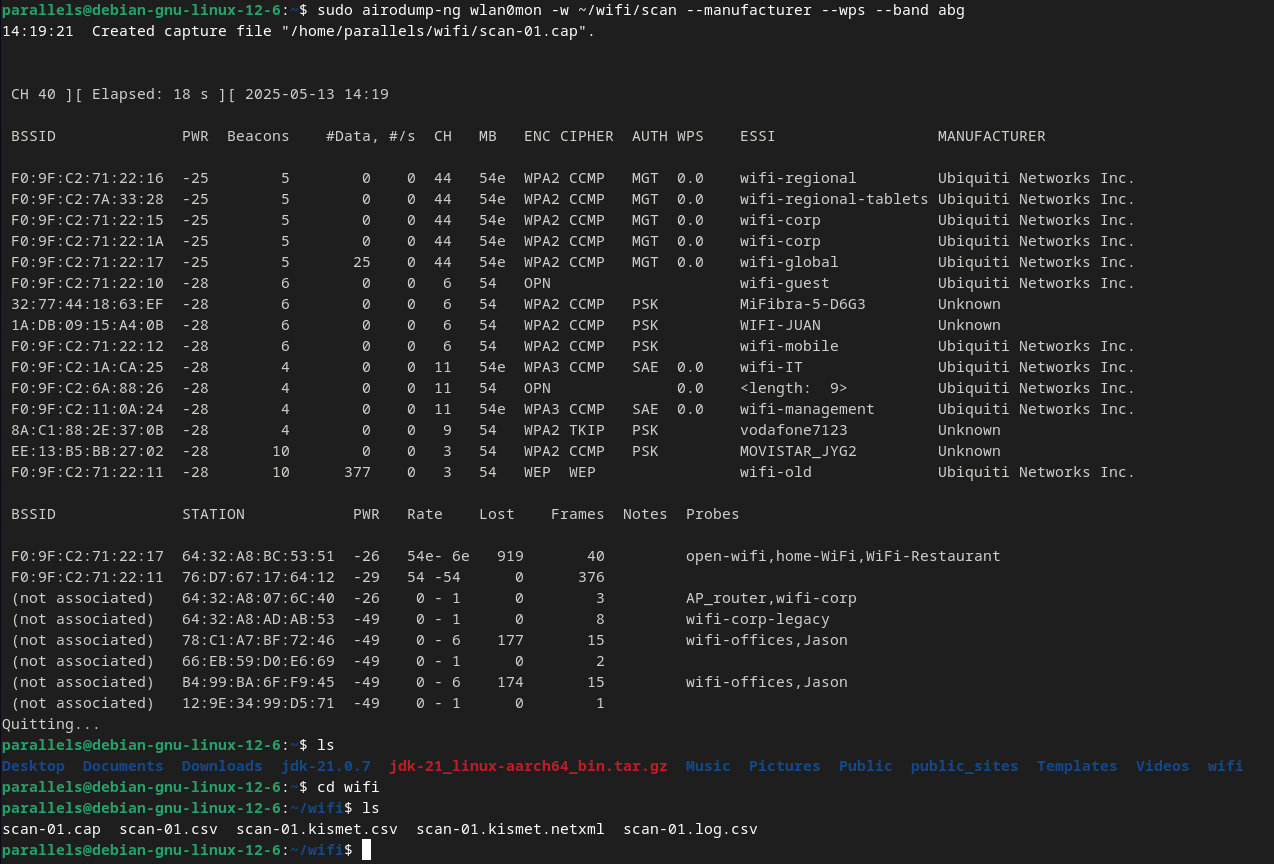 parallels@debian-gnu-linux-12-6:~$ sudo airodump-ng wlan0mon -w ~/wifi/scan --manufacturer --wps --band abg
14:19:21  Created capture file "/home/parallels/wifi/scan-01.cap".
CH 40 ][ Elapsed: 18 s ][ 2025-05-13 14:19
BSSID              PWR  Beacons    #Data, #/s  CH   MB   ENC CIPHER  AUTH WPS    ESSI                  MANUFACTURER
F0:9F:C2:71:22:16  -25        5        0    0  44   54e  WPA2 CCMP   MGT  0.0    wifi-regional         Ubiquiti Networks Inc.
F0:9F:C2:7A:33:28  -25        5        0    0  44   54e  WPA2 CCMP   MGT  0.0    wifi-regional-tablets Ubiquiti Networks Inc.
F0:9F:C2:71:22:15  -25        5        0    0  44   54e  WPA2 CCMP   MGT  0.0    wifi-corp             Ubiquiti Networks Inc.
F0:9F:C2:71:22:1A  -25        5        0    0  44   54e  WPA2 CCMP   MGT  0.0    wifi-corp             Ubiquiti Networks Inc.
F0:9F:C2:71:22:17  -25        5       25    0  44   54e  WPA2 CCMP   MGT  0.0    wifi-global           Ubiquiti Networks Inc.
F0:9F:C2:71:22:10  -28        6        0    0   6   54   OPN                     wifi-guest            Ubiquiti Networks Inc.
32:77:44:18:63:EF  -28        6        0    0   6   54   WPA2 CCMP   PSK         MiFibra-5-D6G3        Unknown
1A:DB:09:15:A4:0B  -28        6        0    0   6   54   WPA2 CCMP   PSK         WIFI-JUAN             Unknown
F0:9F:C2:71:22:12  -28        6        0    0   6   54   WPA2 CCMP   PSK         wifi-mobile           Ubiquiti Networks Inc.
F0:9F:C2:1A:CA:25  -28        4        0    0  11   54e  WPA3 CCMP   SAE  0.0    wifi-IT               Ubiquiti Networks Inc.
F0:9F:C2:6A:88:26  -28        4        0    0  11   54   OPN              0.0    <length:  9>          Ubiquiti Networks Inc.
F0:9F:C2:11:0A:24  -28        4        0    0  11   54e  WPA3 CCMP   SAE  0.0    wifi-management       Ubiquiti Networks Inc.
8A:C1:88:2E:37:0B  -28        4        0    0   9   54   WPA2 TKIP   PSK         vodafone7123          Unknown
EE:13:B5:BB:27:02  -28       10        0    0   3   54   WPA2 CCMP   PSK         MOVISTAR_JYG2         Unknown
F0:9F:C2:71:22:11  -28       10      377    0   3   54   WEP  WEP                wifi-old              Ubiquiti Networks Inc.
BSSID              STATION            PWR   Rate    Lost    Frames  Notes  Probes
F0:9F:C2:71:22:17  64:32:A8:BC:53:51  -26   54e- 6e   919       40         open-wifi,home-WiFi,WiFi-Restaurant
F0:9F:C2:71:22:11  76:D7:67:17:64:12  -29   54 -54      0      376
(not associated)   64:32:A8:07:6C:40  -26    0 - 1      0        3         AP_router,wifi-corp
(not associated)   64:32:A8:AD:AB:53  -49    0 - 1      0        8         wifi-corp-legacy
(not associated)   78:C1:A7:BF:72:46  -49    0 - 6    177       15         wifi-offices,Jason
(not associated)   66:EB:59:D0:E6:69  -49    0 - 1      0        2
(not associated)   B4:99:BA:6F:F9:45  -49    0 - 6    174       15         wifi-offices,Jason
(not associated)   12:9E:34:99:D5:71  -49    0 - 1      0        1
Quitting...
parallels@debian-gnu-linux-12-6:~$ ls
Desktop  Documents  Downloads  jdk-21.0.7  jdk-21_linux-aarch64_bin.tar.gz  Music  Pictures  Public  public_sites  Templates  Videos  wifi
parallels@debian-gnu-linux-12-6:~$ cd wifi
parallels@debian-gnu-linux-12-6:~/wifi$ ls
scan-01.cap  scan-01.csv  scan-01.kismet.csv  scan-01.kismet.netxml  scan-01.log.csv
parallels@debian-gnu-linux-12-6:~/wifi$